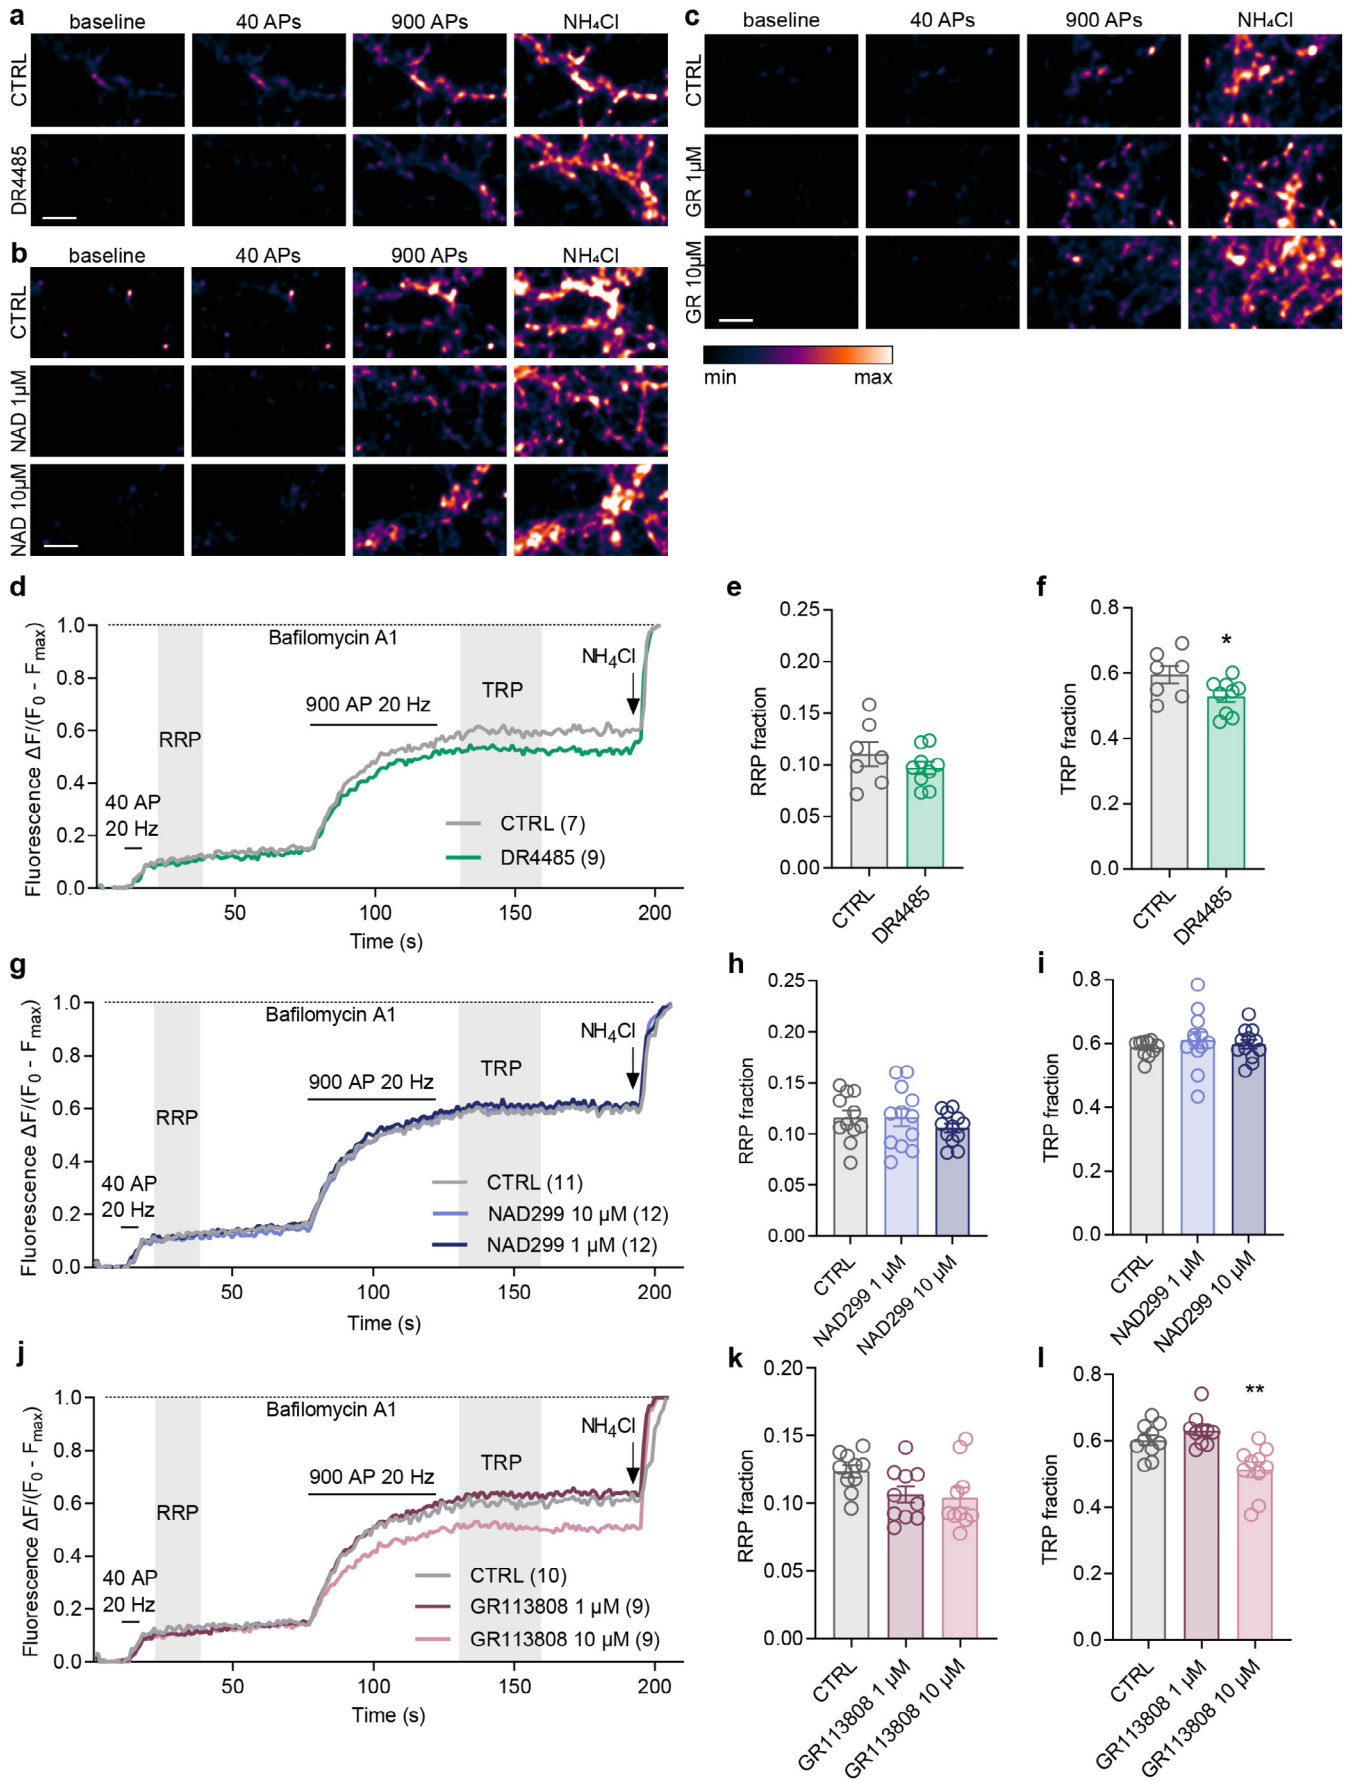 a
baseline 40 APs 900 APs NH₄Cl
CTRL
DR4485
b
baseline 40 APs 900 APs NH₄Cl
CTRL
NAD 1µM
NAD 10µM
c
baseline 40 APs 900 APs NH₄Cl
CTRL
GR 1µM
GR 10µM
min max
d
Fluorescence ΔF/(F₀ - Fₘₐₓ)
1.0
0.8
0.6
0.4
0.2
0.0
Bafilomycin A1
NH₄Cl
TRP
900 AP 20 Hz
RRP
40 AP
20 Hz
CTRL (7)
DR4485 (9)
50 100 150 200
Time (s)
e
RRP fraction
0.25
0.20
0.15
0.10
0.05
0.00
CTRL
DR4485
f
TRP fraction
0.8
0.6
0.4
0.2
0.0
*
CTRL
DR4485
g
Fluorescence ΔF/(F₀ - Fₘₐₓ)
1.0
0.8
0.6
0.4
0.2
0.0
Bafilomycin A1
NH₄Cl
TRP
900 AP 20 Hz
RRP
40 AP
20 Hz
CTRL (11)
NAD299 10 µM (12)
NAD299 1 µM (12)
50 100 150 200
Time (s)
h
RRP fraction
0.25
0.20
0.15
0.10
0.05
0.00
CTRL
NAD299 1 µM
NAD299 10 µM
i
TRP fraction
0.8
0.6
0.4
0.2
0.0
CTRL
NAD299 1 µM
NAD299 10 µM
j
Fluorescence ΔF/(F₀ - Fₘₐₓ)
1.0
0.8
0.6
0.4
0.2
0.0
Bafilomycin A1
NH₄Cl
TRP
900 AP 20 Hz
RRP
40 AP
20 Hz
CTRL (10)
GR113808 1 µM (9)
GR113808 10 µM (9)
50 100 150 200
Time (s)
k
RRP fraction
0.20
0.15
0.10
0.05
0.00
CTRL
GR113808 1 µM
GR113808 10 µM
l
TRP fraction
0.8
0.6
0.4
0.2
0.0
**
CTRL
GR113808 1 µM
GR113808 10 µM